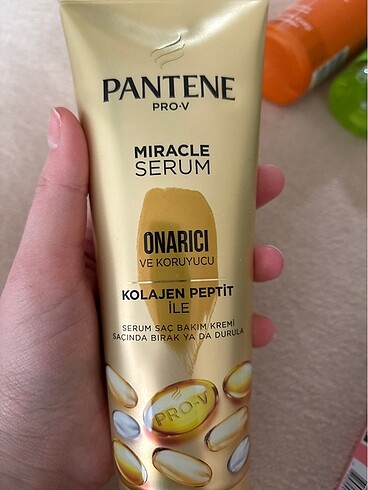 PANTENE
PRO-V
MIRACLE
SERUM
ONARICI
VE KORUYUCU
KOLAJEN PEPTİT
İLE
SERUM SAÇ BAKIM KREMİ
SAÇINDA BIRAK YA DA DURULA
PRO-V